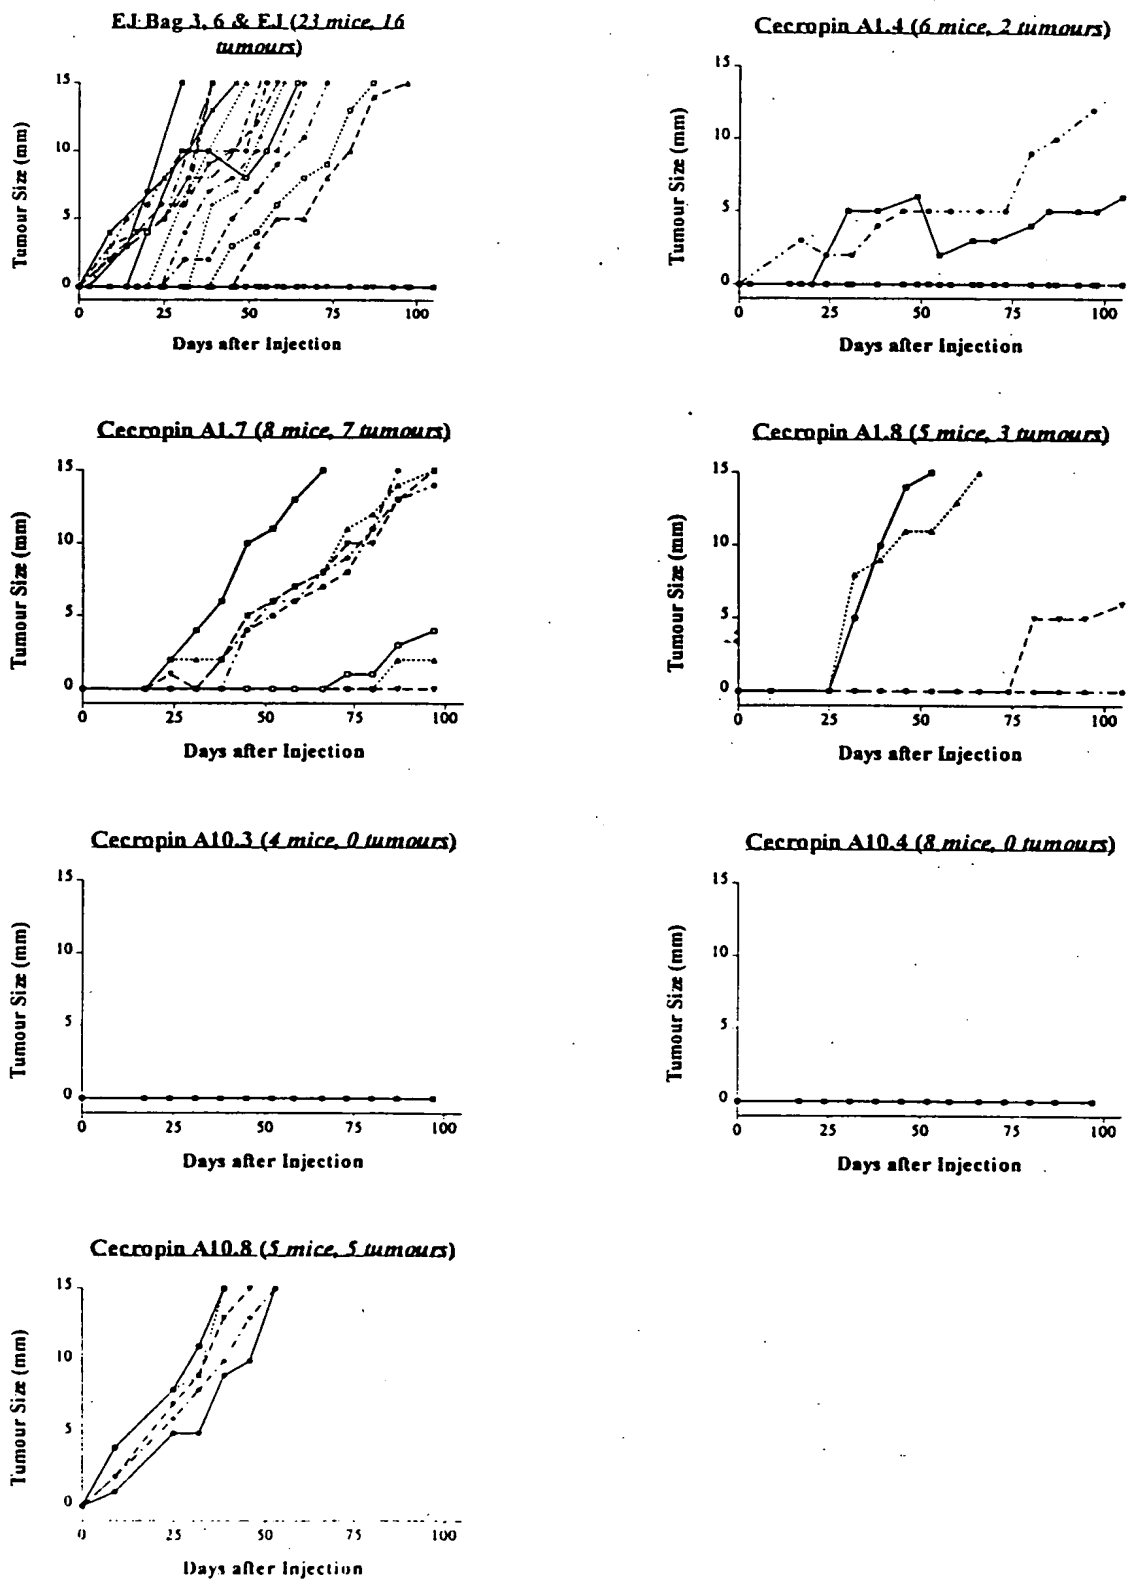 EJ Bag 3, 6 & EJ (23 mice, 16
tumours)
Tumour Size (mm)
15
10
5
0
0 25 50 75 100
Days after Injection
Cecropin A1.4 (6 mice, 2 tumours)
Tumour Size (mm)
15
10
5
0
0 25 50 75 100
Days after Injection
Cecropin A1.7 (8 mice, 7 tumours)
Tumour Size (mm)
15
10
5
0
0 25 50 75 100
Days after Injection
Cecropin A1.8 (5 mice, 3 tumours)
Tumour Size (mm)
15
10
5
0
0 25 50 75 100
Days after Injection
Cecropin A10.3 (4 mice, 0 tumours)
Tumour Size (mm)
15
10
5
0
0 25 50 75 100
Days after Injection
Cecropin A10.4 (8 mice, 0 tumours)
Tumour Size (mm)
15
10
5
0
0 25 50 75 100
Days after Injection
Cecropin A10.8 (5 mice, 5 tumours)
Tumour Size (mm)
15
10
5
0
0 25 50 75 100
Days after Injection